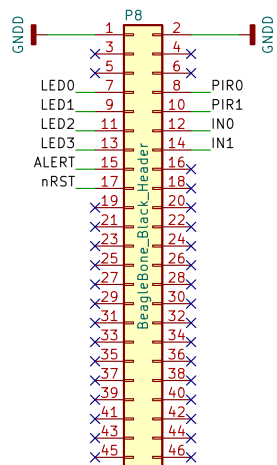 P8
GNDD 1 2 GNDD
3 4
5 6
LED0 7 8 PIR0
LED1 9 10 PIR1
LED2 11 12 IN0
LED3 13 14 IN1
ALERT 15 16
nRST 17 18
19 20
21 22
23 24
25 26
27 28
29 30
31 32
33 34
35 36
37 38
39 40
41 42
43 44
45 46
BeagleBone_Black_Header